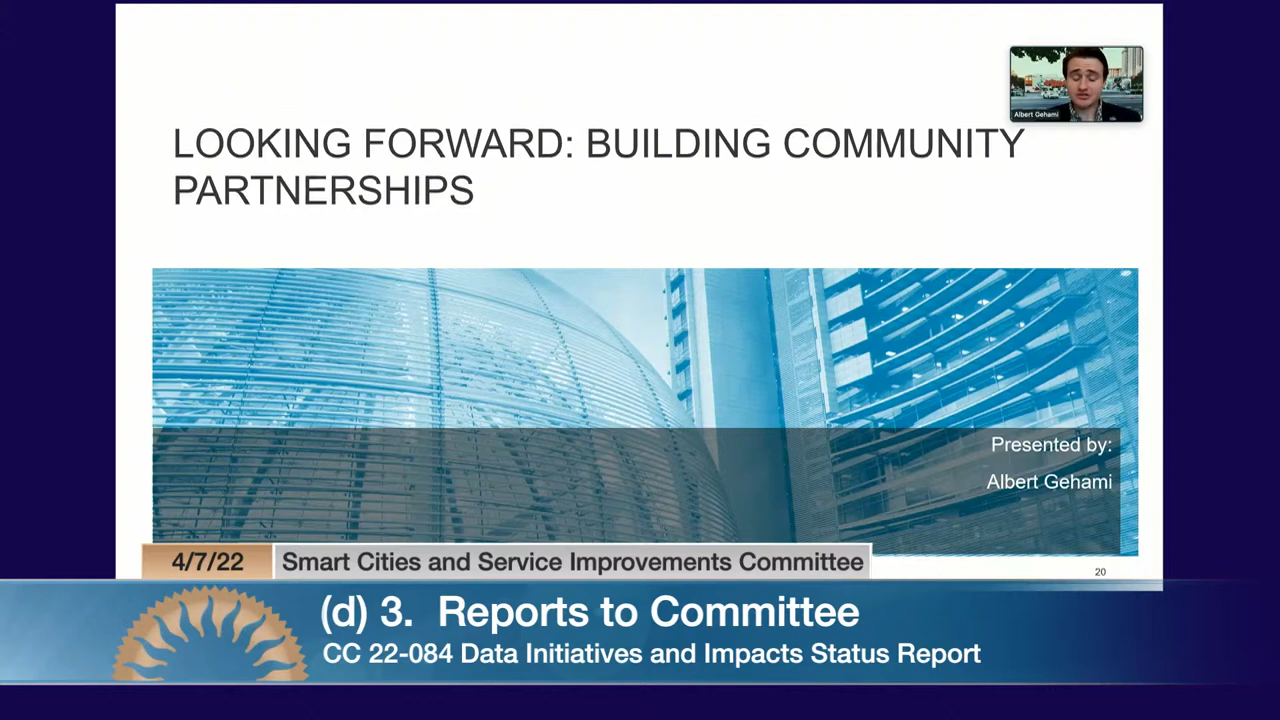 Albert Gehami
LOOKING FORWARD: BUILDING COMMUNITY
PARTNERSHIPS
Presented by:
Albert Gehami
4/7/22 Smart Cities and Service Improvements Committee
20
(d) 3. Reports to Committee
CC 22-084 Data Initiatives and Impacts Status Report